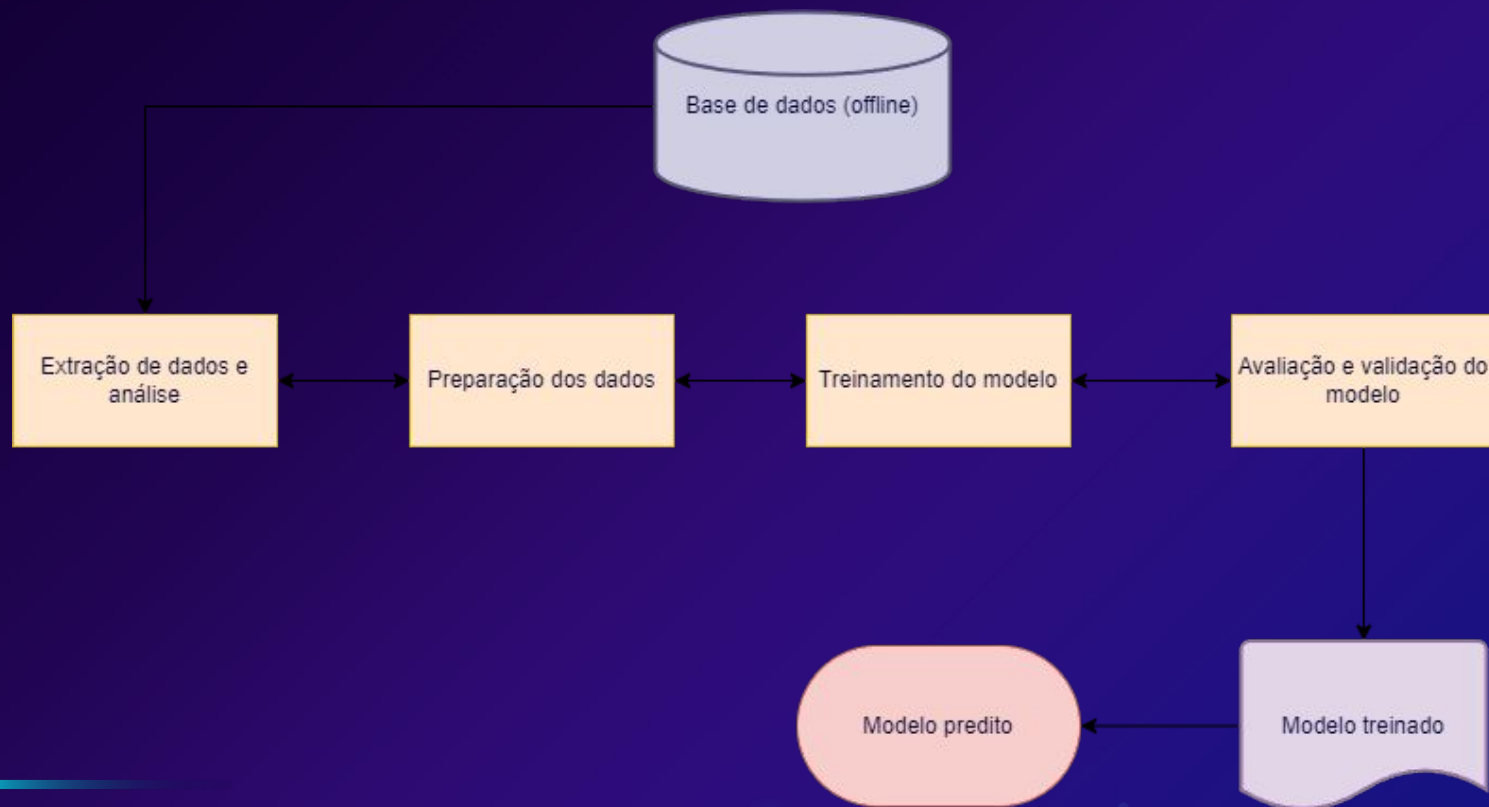 Base de dados (offline)
Extração de dados e
análise
Preparação dos dados
Treinamento do modelo
Avaliação e validação do
modelo
Modelo predito
Modelo treinado